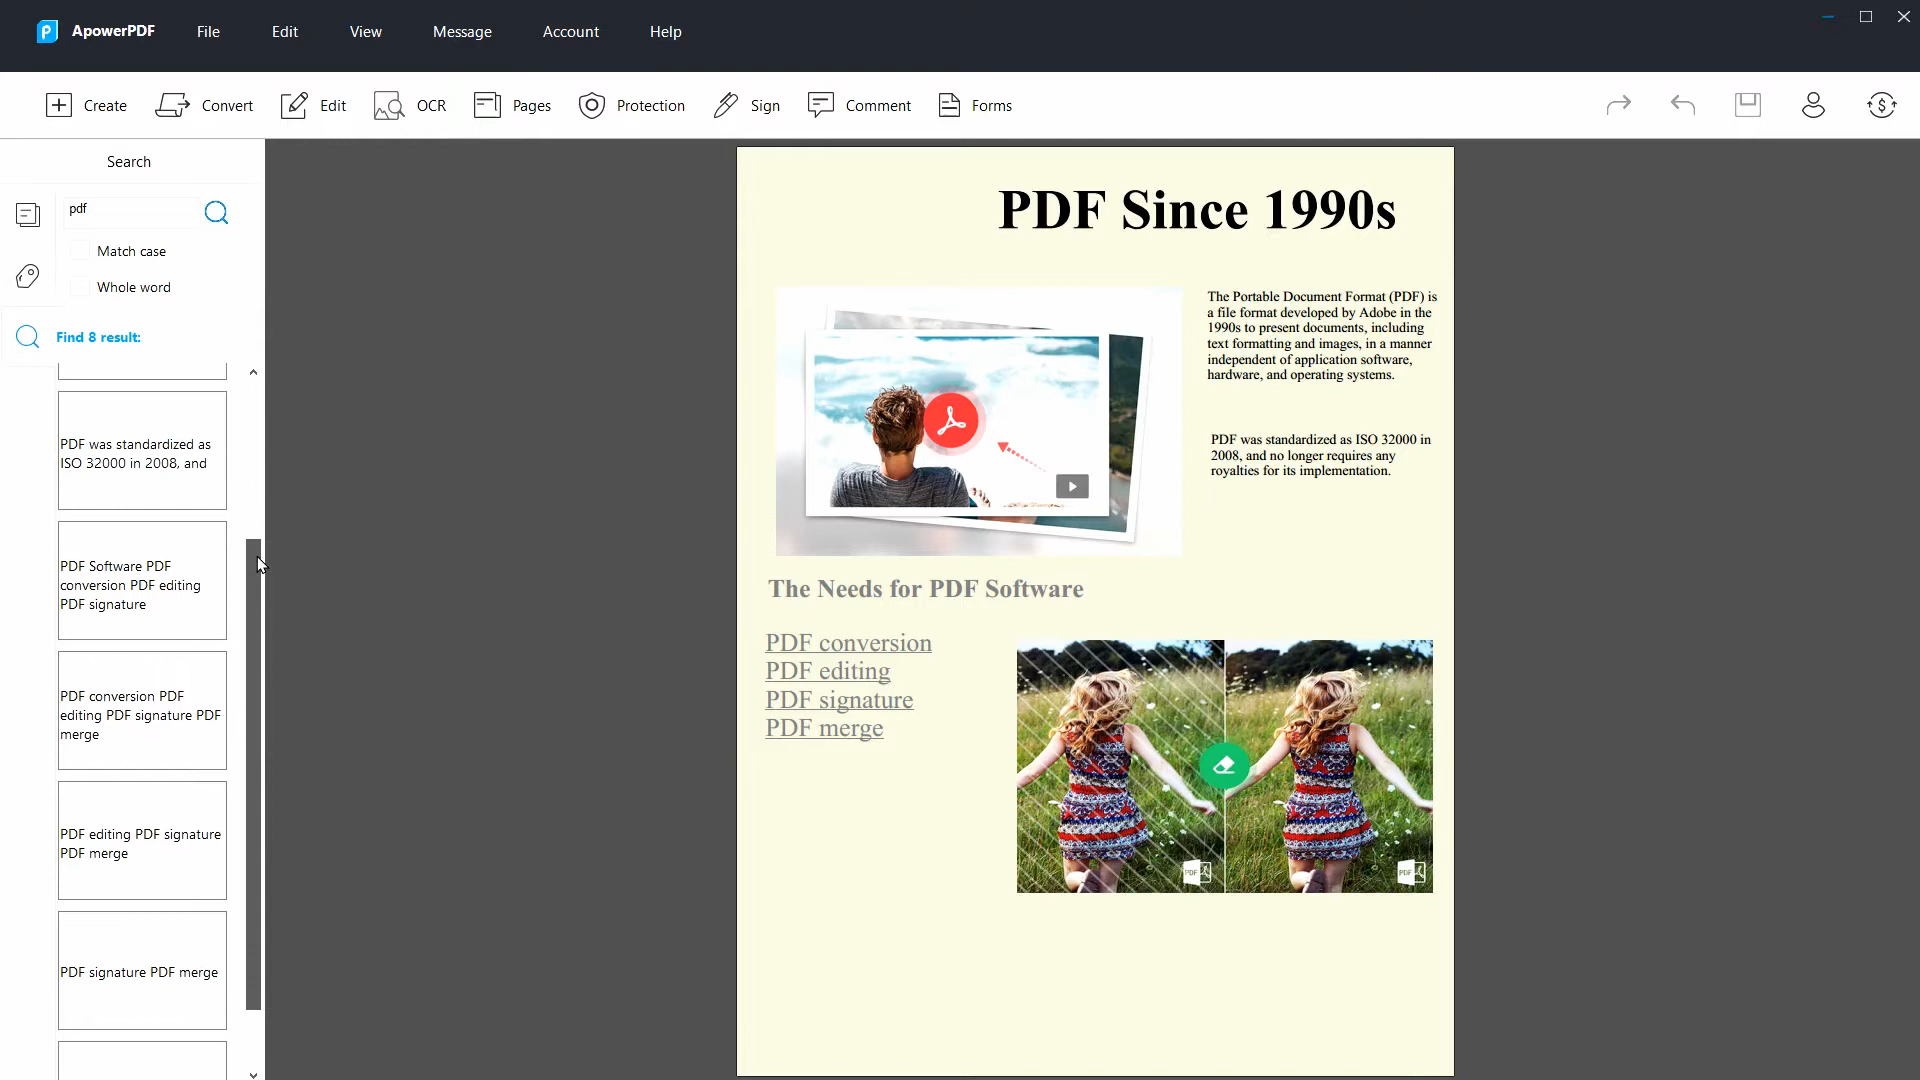 ApowerPDF File Edit View Message Account Help
Create Convert Edit OCR Pages Protection Sign Comment Forms
Search
pdf
Match case
Whole word
Find 8 result:
PDF was standardized as
ISO 32000 in 2008, and
PDF Software PDF
conversion PDF editing
PDF signature
PDF conversion PDF
editing PDF signature PDF
merge
PDF editing PDF signature
PDF merge
PDF signature PDF merge
PDF Since 1990s
The Portable Document Format (PDF) is
a file format developed by Adobe in the
1990s to present documents, including
text formatting and images, in a manner
independent of application software,
hardware, and operating systems.
PDF was standardized as ISO 32000 in
2008, and no longer requires any
royalties for its implementation.
The Needs for PDF Software
PDF conversion
PDF editing
PDF signature
PDF merge
PDF
PDF